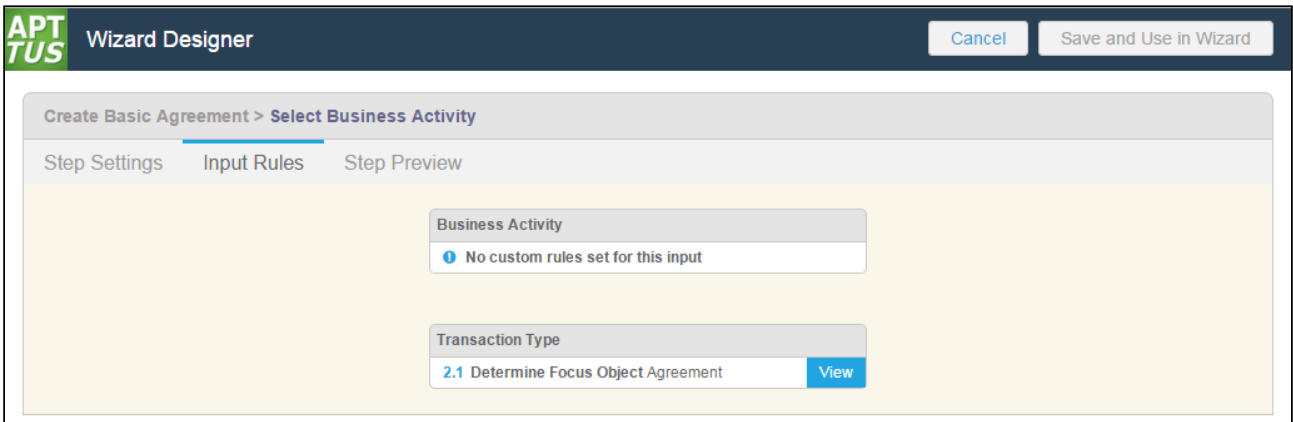 APT
TUS
Wizard Designer
Cancel
Save and Use in Wizard
Create Basic Agreement > Select Business Activity
Step Settings
Input Rules
Step Preview
Business Activity
No custom rules set for this input
Transaction Type
2.1 Determine Focus Object Agreement
View